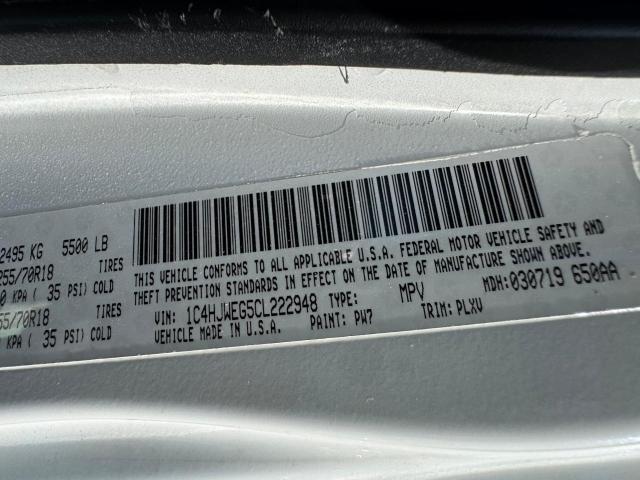 2495 KG 5500 LB
255/70R18 TIRES
0 KPA ( 35 PSI) COLD
55/70R18 TIRES
KPA ( 35 PSI) COLD
THIS VEHICLE CONFORMS TO ALL APPLICABLE U.S.A. FEDERAL MOTOR VEHICLE SAFETY AND
THEFT PREVENTION STANDARDS IN EFFECT ON THE DATE OF MANUFACTURE SHOWN ABOVE.
VIN: 1C4HJWEG5CL222948 TYPE: MPV MDH:030719 650AA
VEHICLE MADE IN U.S.A. PAINT: PW7 TRIM: PLXV